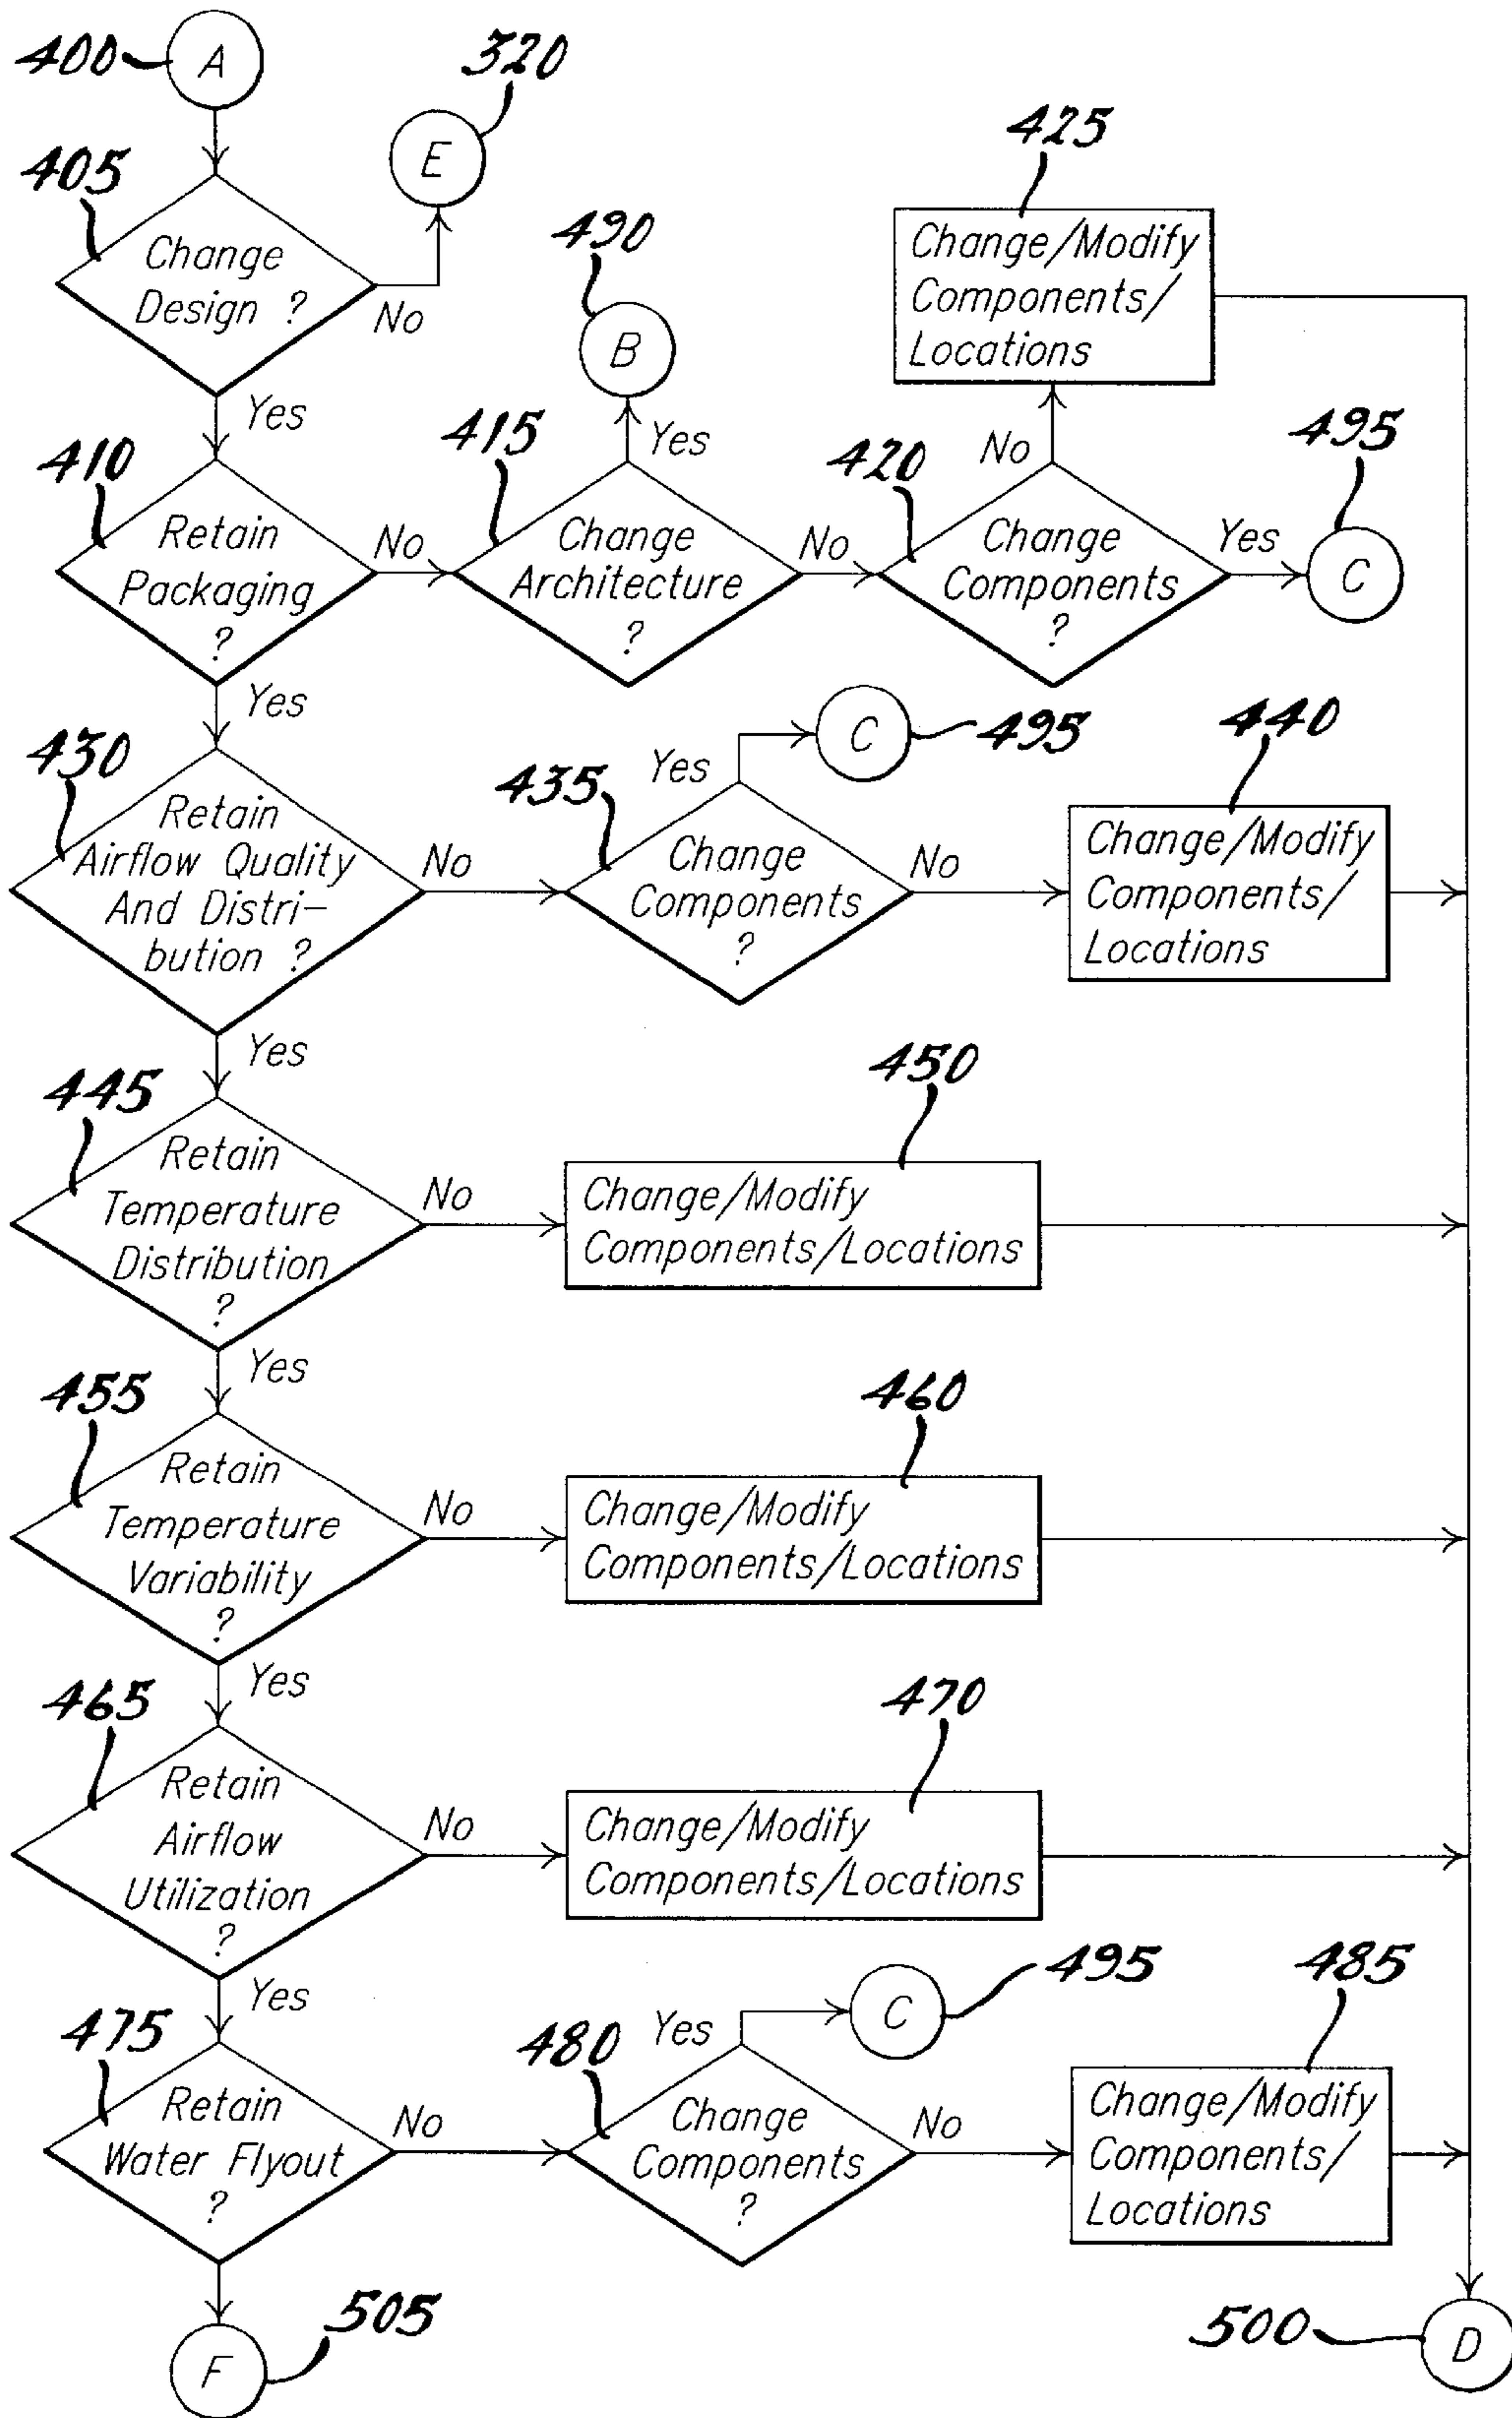 400
A
320
E
405
Change
Design ?
No
Yes
490
B
425
Change/Modify
Components/
Locations
410
Retain
Packaging
?
No
415
Yes
Change
Architecture
?
No
420
No
Change
Components
?
Yes
495
C
Yes
430
Retain
Airflow Quality
And Distri-
bution ?
No
435
Yes
C
495
Change
Components
?
No
440
Change/Modify
Components/
Locations
Yes
445
Retain
Temperature
Distribution
?
No
450
Change/Modify
Components/Locations
Yes
455
Retain
Temperature
Variability
?
No
460
Change/Modify
Components/Locations
Yes
465
Retain
Airflow
Utilization
?
No
470
Change/Modify
Components/Locations
Yes
475
Retain
Water Flyout
?
No
480
Yes
C
495
Change
Components
?
No
485
Change/Modify
Components/
Locations
F
505
500
D